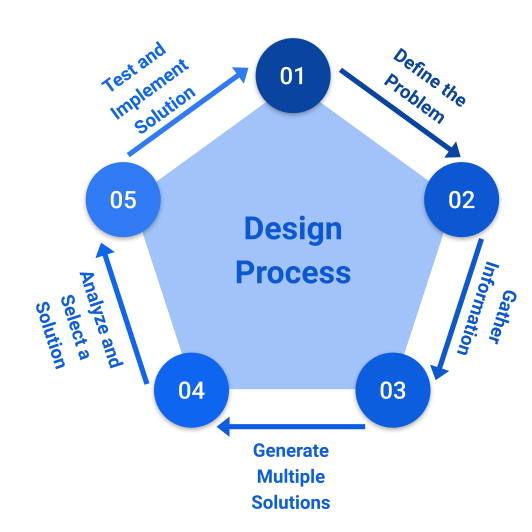 01
Define the
Problem
02
Gather
Information
03
Generate
Multiple
Solutions
04
Analyze and
Select a
Solution
05
Test and
Implement
Solution
Design
Process